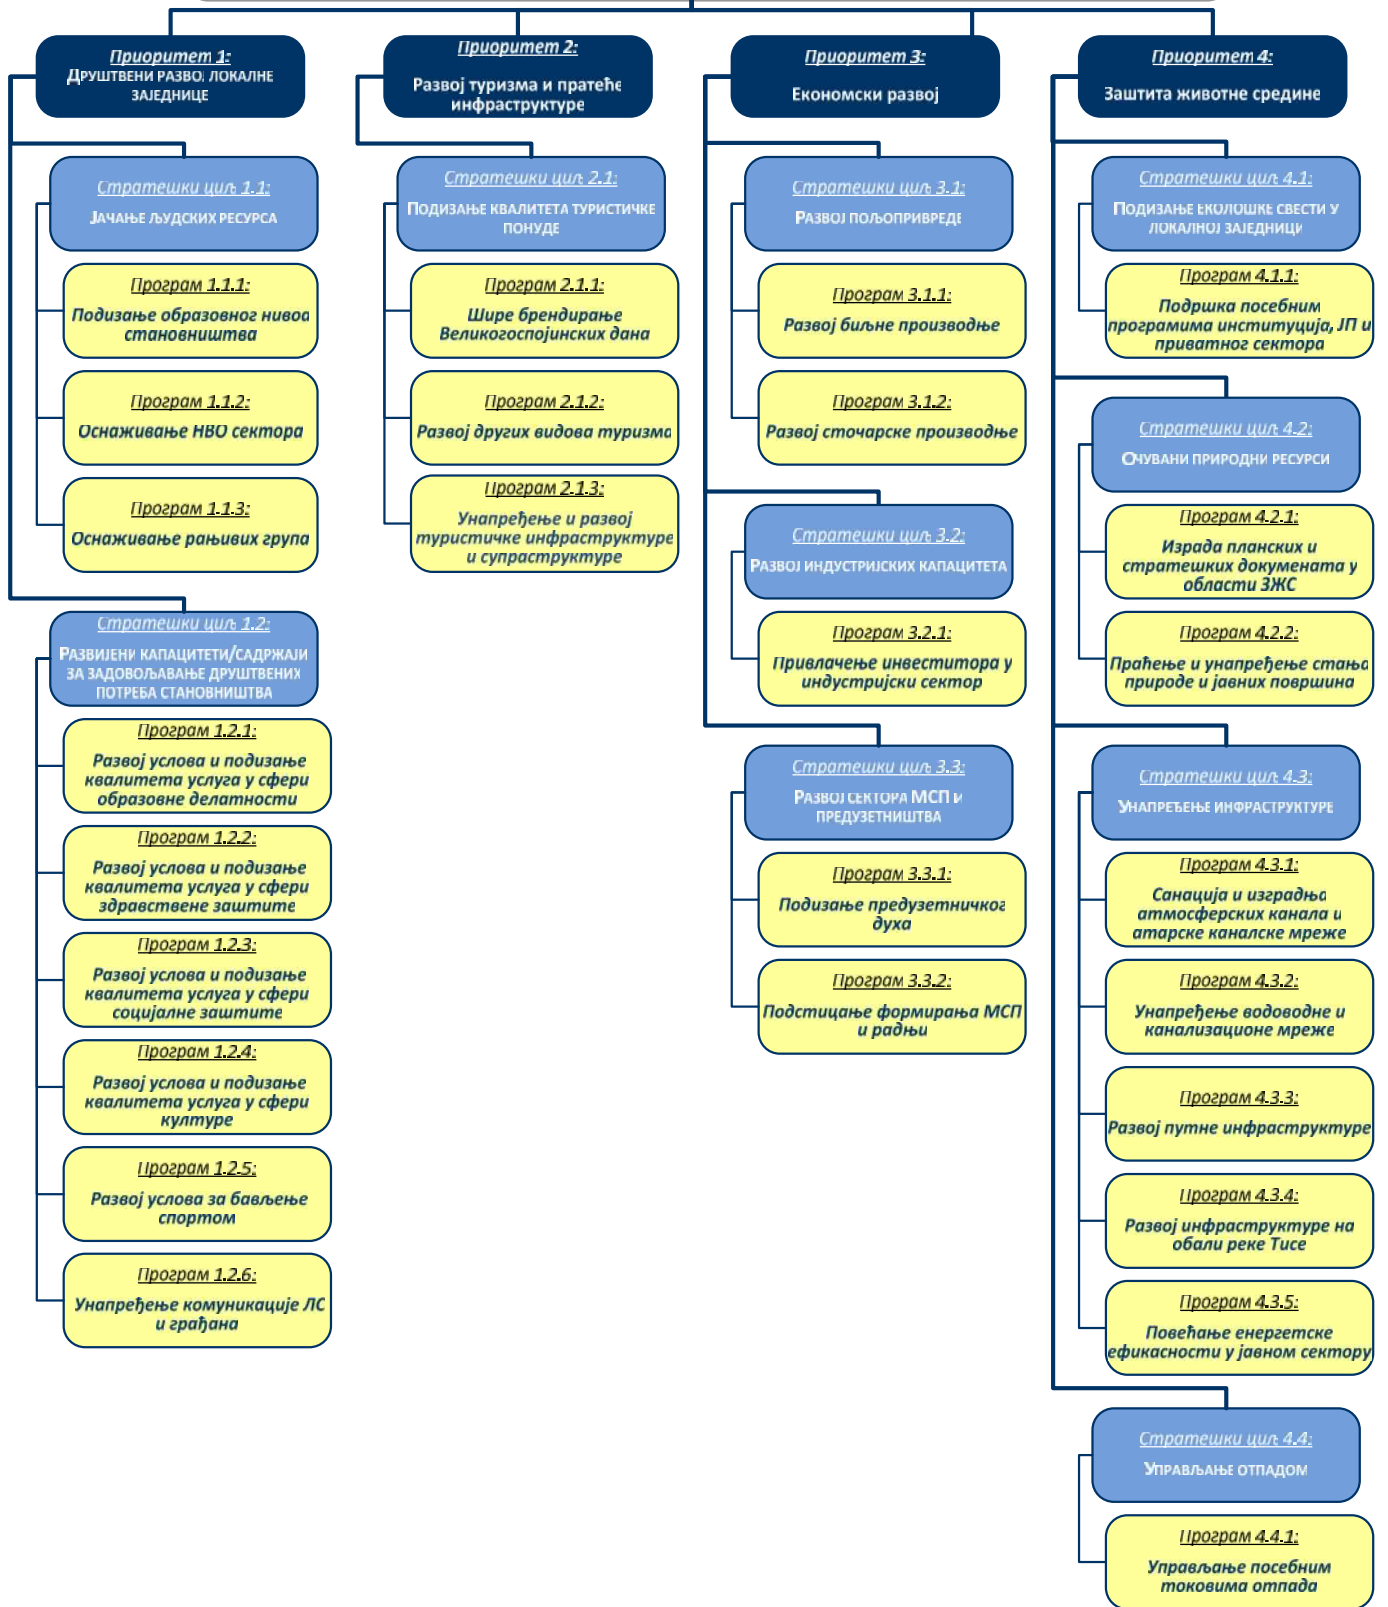 Приоритет 1:
Друштвени развој локалне
заједнице
Стратешки циљ 1.1:
Јачање људских ресурса
Програм 1.1.1:
Подизање образовног нивоа
становништва
Програм 1.1.2:
Оснаживање НВО сектора
Програм 1.1.3:
Оснаживање рањивих група
Стратешки циљ 1.2:
Развијени капацитети/садржаји
за задовољавање друштвених
потреба становништва
Програм 1.2.1:
Развој услова и подизање
квалитета услуга у сфери
образовне делатности
Програм 1.2.2:
Развој услова и подизање
квалитета услуга у сфери
здравствене заштите
Програм 1.2.3:
Развој услова и подизање
квалитета услуга у сфери
социјалне заштите
Програм 1.2.4:
Развој услова и подизање
квалитета услуга у сфери
културе
Програм 1.2.5:
Развој услова за бављење
спортом
Програм 1.2.6:
Унапређење комуникације ЛС
и грађана
Приоритет 2:
Развој туризма и пратеће
инфраструктуре
Стратешки циљ 2.1:
Подизање квалитета туристичке
понуде
Програм 2.1.1:
Шире брендирање
Великогоспојинских дана
Програм 2.1.2:
Развој других видова туризма
Програм 2.1.3:
Унапређење и развој
туристичке инфраструктуре
и супраструктуре
Приоритет 3:
Економски развој
Стратешки циљ 3.1:
Развој пољопривреде
Програм 3.1.1:
Развој биљне производње
Програм 3.1.2:
Развој сточарске производње
Стратешки циљ 3.2:
Развој индустријских капацитета
Програм 3.2.1:
Привлачење инвеститора у
индустријски сектор
Стратешки циљ 3.3:
Развој сектора МСП и
предузетништва
Програм 3.3.1:
Подизање предузетничког
духа
Програм 3.3.2:
Подстицање формирања МСП
и радњи
Приоритет 4:
Заштита животне средине
Стратешки циљ 4.1:
Подизање еколошке свести у
локалној заједници
Програм 4.1.1:
Подршка посебним
програмима институција, ЈП и
приватног сектора
Стратешки циљ 4.2:
Очувани природни ресурси
Програм 4.2.1:
Израда планских и
стратешких докумената у
области ЗЖС
Програм 4.2.2:
Праћење и унапређење стања
природе и јавних површина
Стратешки циљ 4.3:
Унапређење инфраструктуре
Програм 4.3.1:
Санација и изградња
атмосферских канала и
атарске каналске мреже
Програм 4.3.2:
Унапређење водоводне и
канализационе мреже
Програм 4.3.3:
Развој путне инфраструктуре
Програм 4.3.4:
Развој инфраструктуре на
обали реке Тисе
Програм 4.3.5:
Повећање енергетске
ефикасности у јавном сектору
Стратешки циљ 4.4:
Управљање отпадом
Програм 4.4.1:
Управљање посебним
токовима отпада